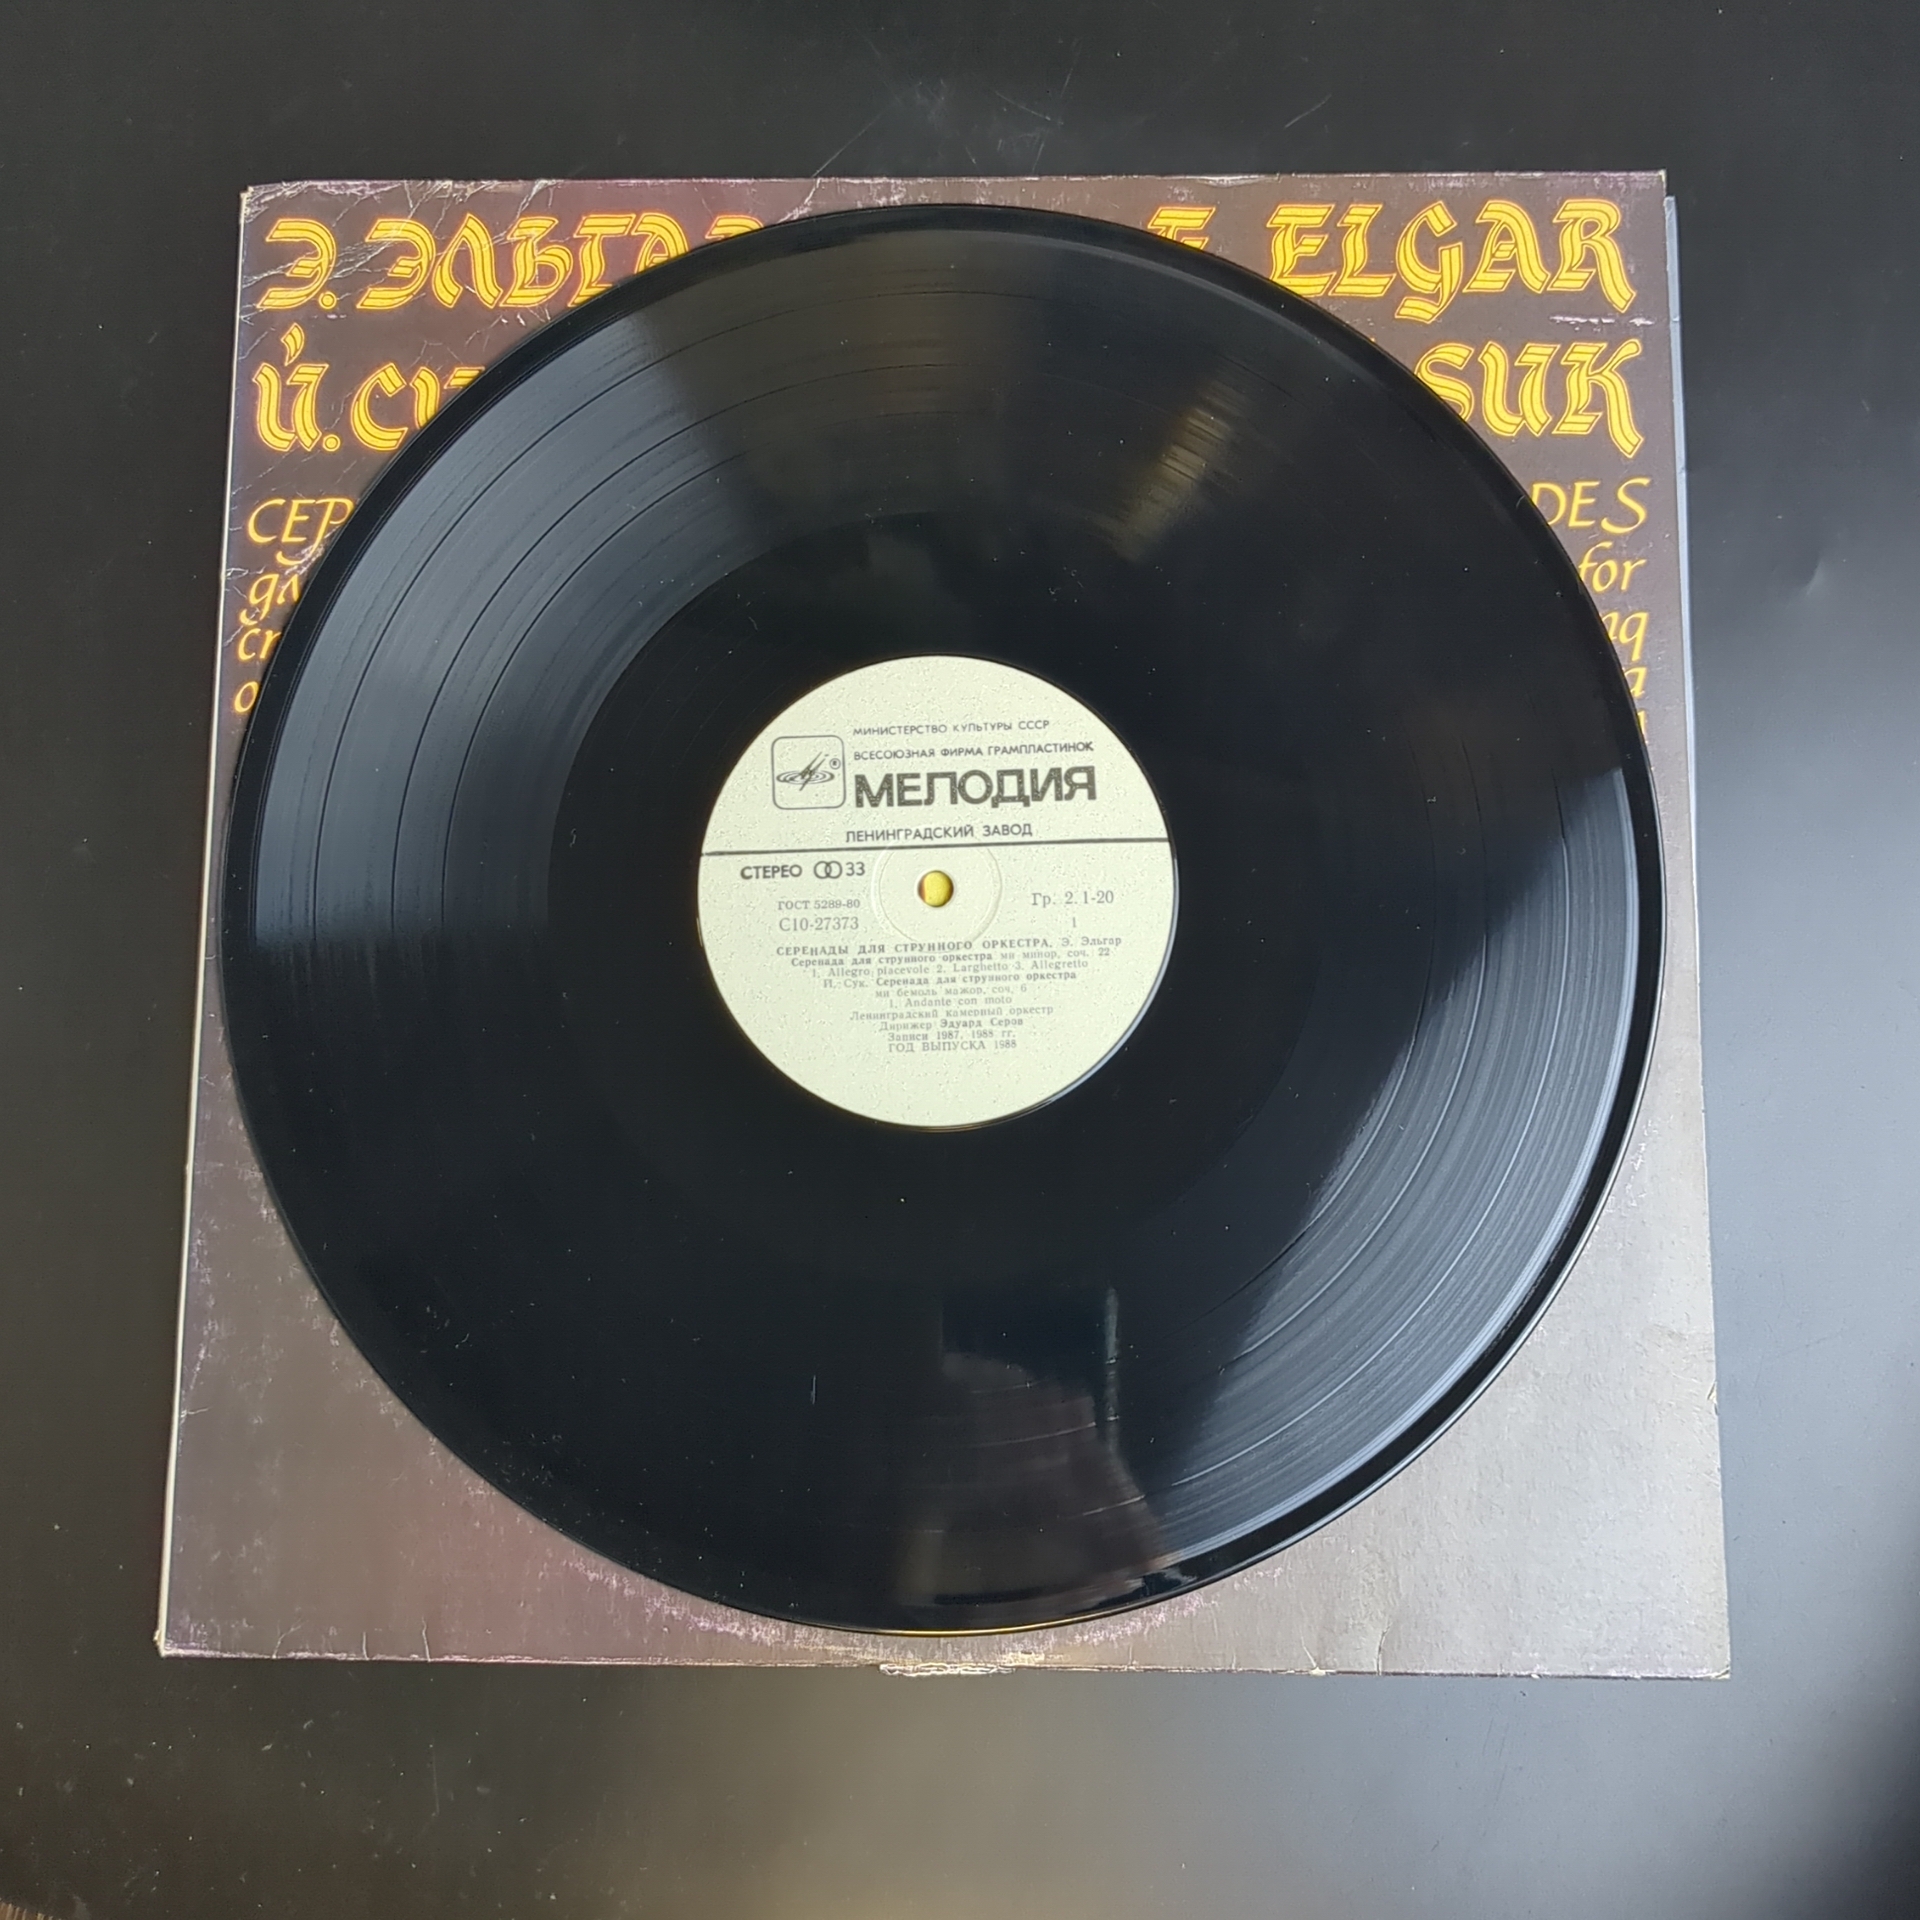 Э. ЭЛЬГАР E. ELGAR
Й. СУ SUK
СЕР DES
for
МИНИСТЕРСТВО КУЛЬТУРЫ СССР
ВСЕСОЮЗНАЯ ФИРМА ГРАМПЛАСТИНОК
МЕЛОДИЯ
ЛЕНИНГРАДСКИЙ ЗАВОД
СТЕРЕО 33
ГОСТ 5289-80 Гр. 2. 1-20
С10-27373 1
СЕРЕНАДЫ ДЛЯ СТРУННОГО ОРКЕСТРА. Э. Эльгар
Серенада для струнного оркестра ми минор, соч. 22
1. Allegro piacevole 2. Larghetto 3. Allegretto
Й. Сук. Серенада для струнного оркестра
ми бемоль мажор, соч. 6
1. Andante con moto
Ленинградский камерный оркестр
Дирижер Эдуард Серов
Записи 1987, 1988 гг.
ГОД ВЫПУСКА 1988